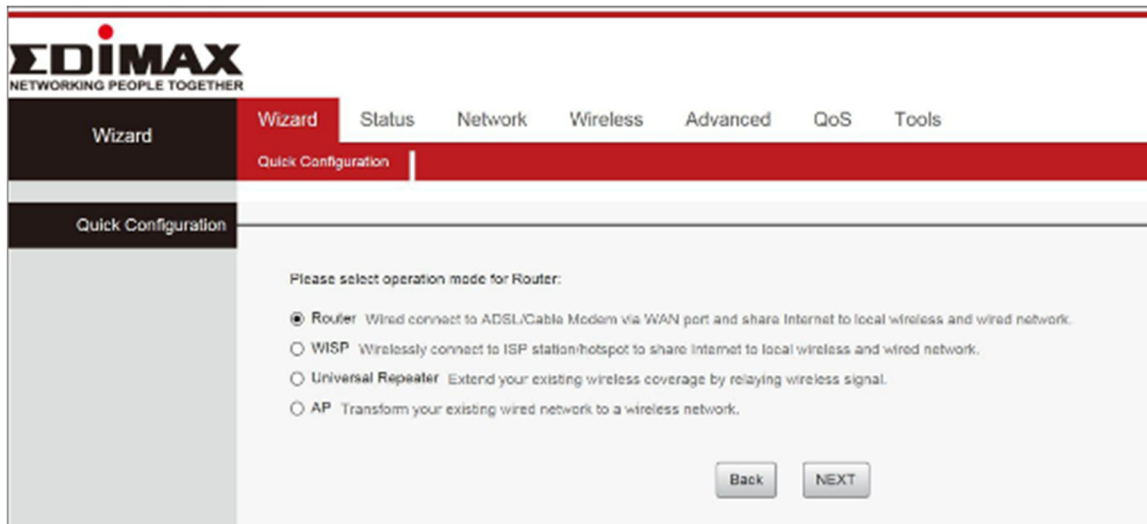 EDIMAX
NETWORKING PEOPLE TOGETHER
Wizard
Wizard Status Network Wireless Advanced QoS Tools
Quick Configuration
Quick Configuration
Please select operation mode for Router:
Router Wired connect to ADSL/Cable Modem via WAN port and share Internet to local wireless and wired network.
WISP Wirelessly connect to ISP station/hotspot to share Internet to local wireless and wired network.
Universal Repeater Extend your existing wireless coverage by relaying wireless signal.
AP Transform your existing wired network to a wireless network.
Back NEXT